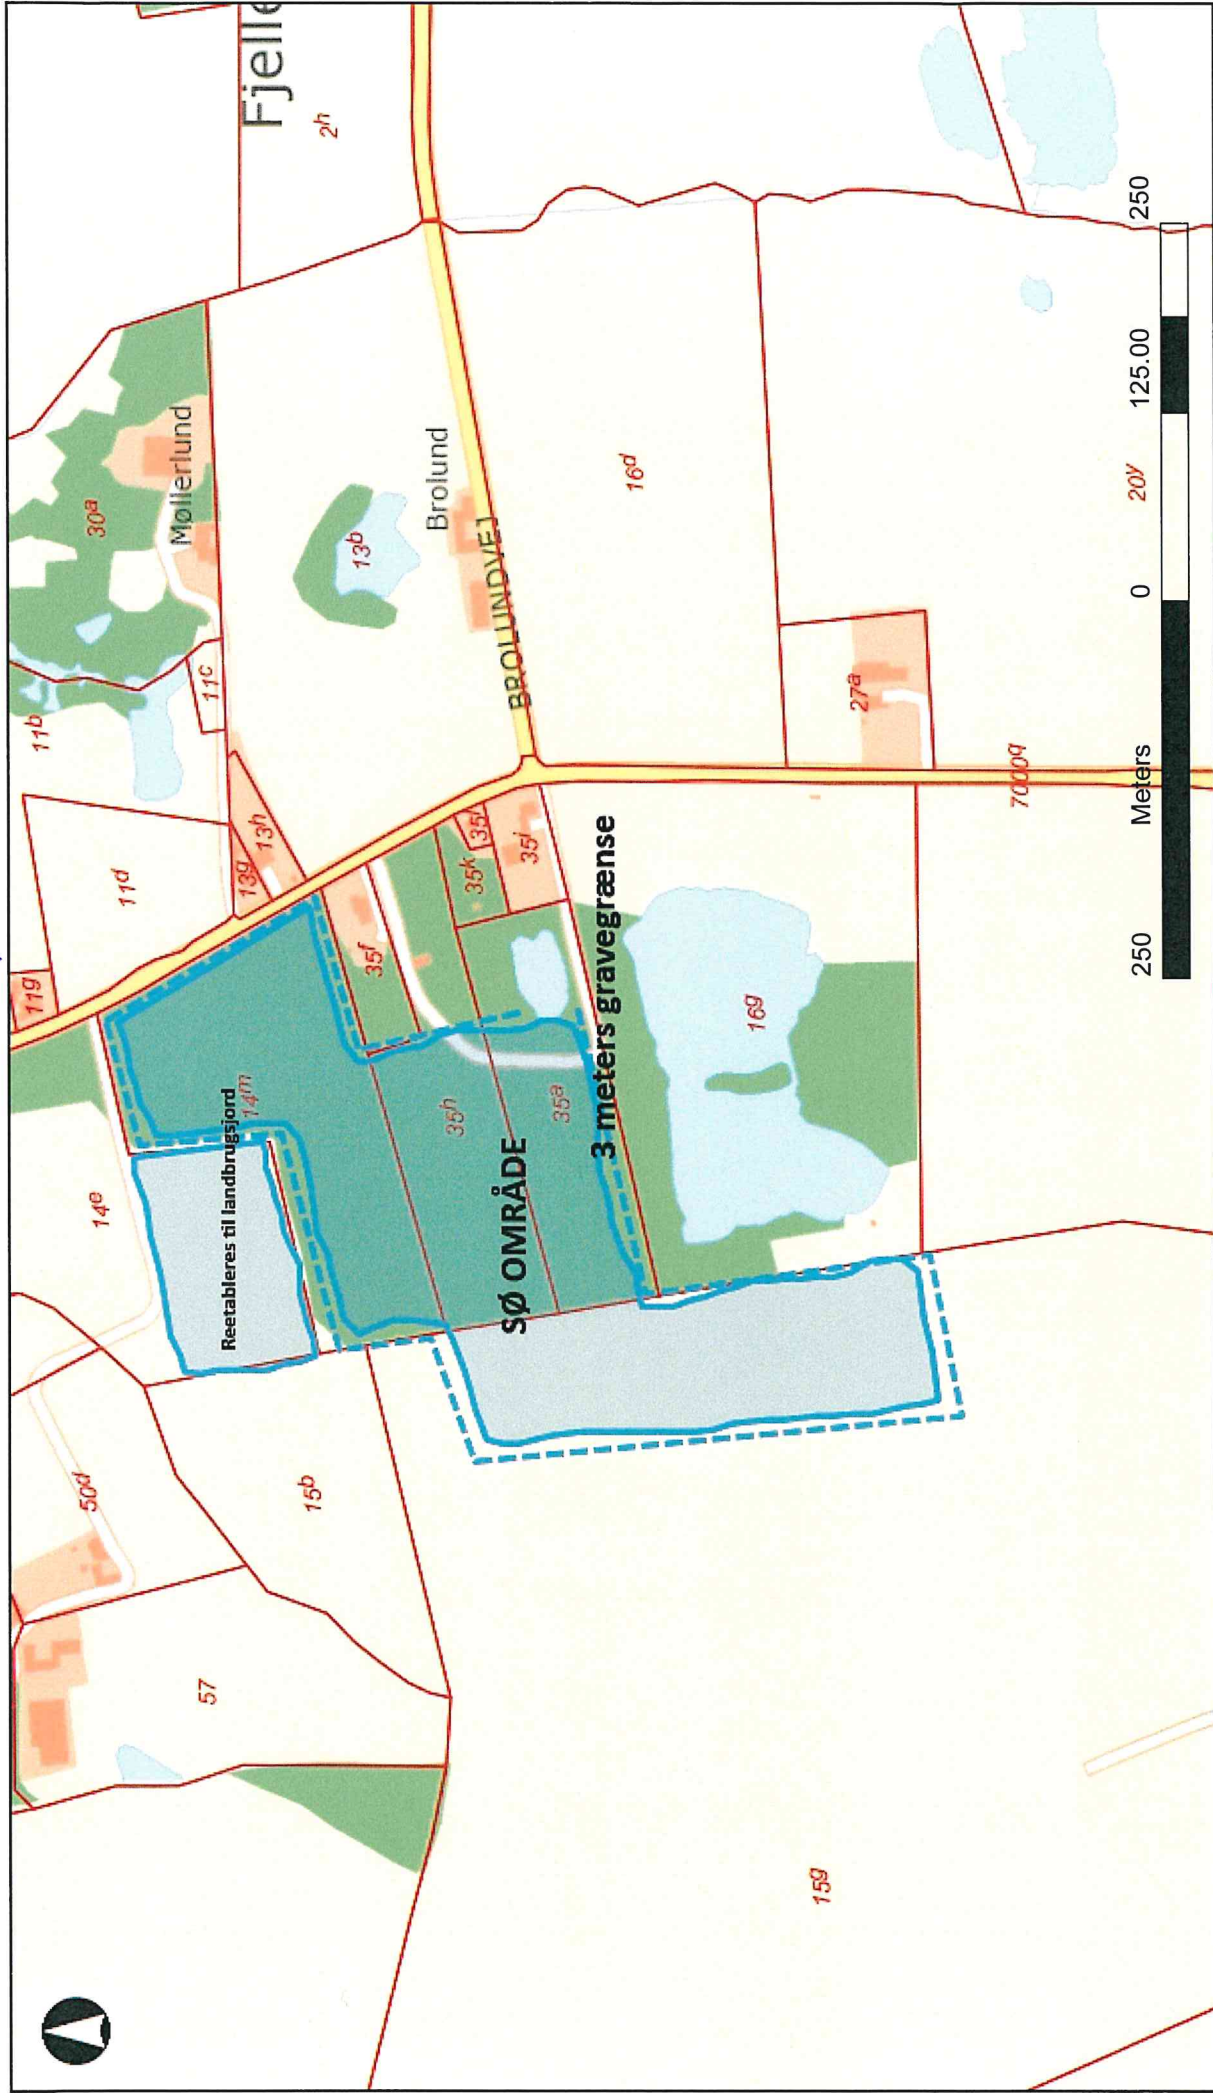 11g
11b
50d
30a
14e
11d
Møllerlund
57
11c
Reetableres til landbrugsjord
13g
14m
13h
Fjelle
15b
2h
13b
35f
Brolund
35h
35k
SØ OMRÅDE
BROLUNDVEJ
35i
35a
3 meters gravegrænse
16d
16g
15g
27a
7000q
20y
250 Meters 0 125.00 250